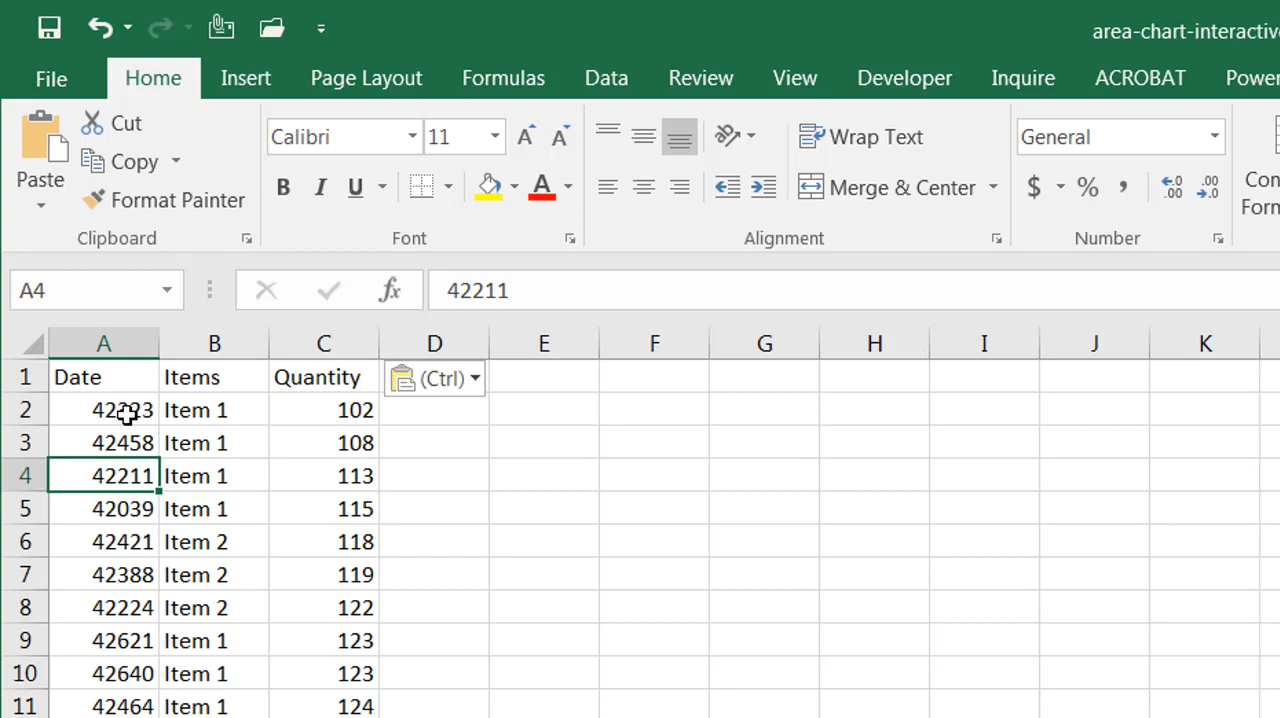 area-chart-interactiv
File Home Insert Page Layout Formulas Data Review View Developer Inquire ACROBAT Power
Paste
Cut
Copy
Format Painter
Clipboard
Calibri 11
A A
B I U A
Font
Wrap Text
Merge & Center
Alignment
General
$ % , .00 .00
Number
Con
Form
A4 fx 42211
A B C D E F G H I J K
1 Date Items Quantity (Ctrl)
2 Item 1 102
3 42458 Item 1 108
4 42211 Item 1 113
5 42039 Item 1 115
6 42421 Item 2 118
7 42388 Item 2 119
8 42224 Item 2 122
9 42621 Item 1 123
10 42640 Item 1 123
11 42464 Item 1 124